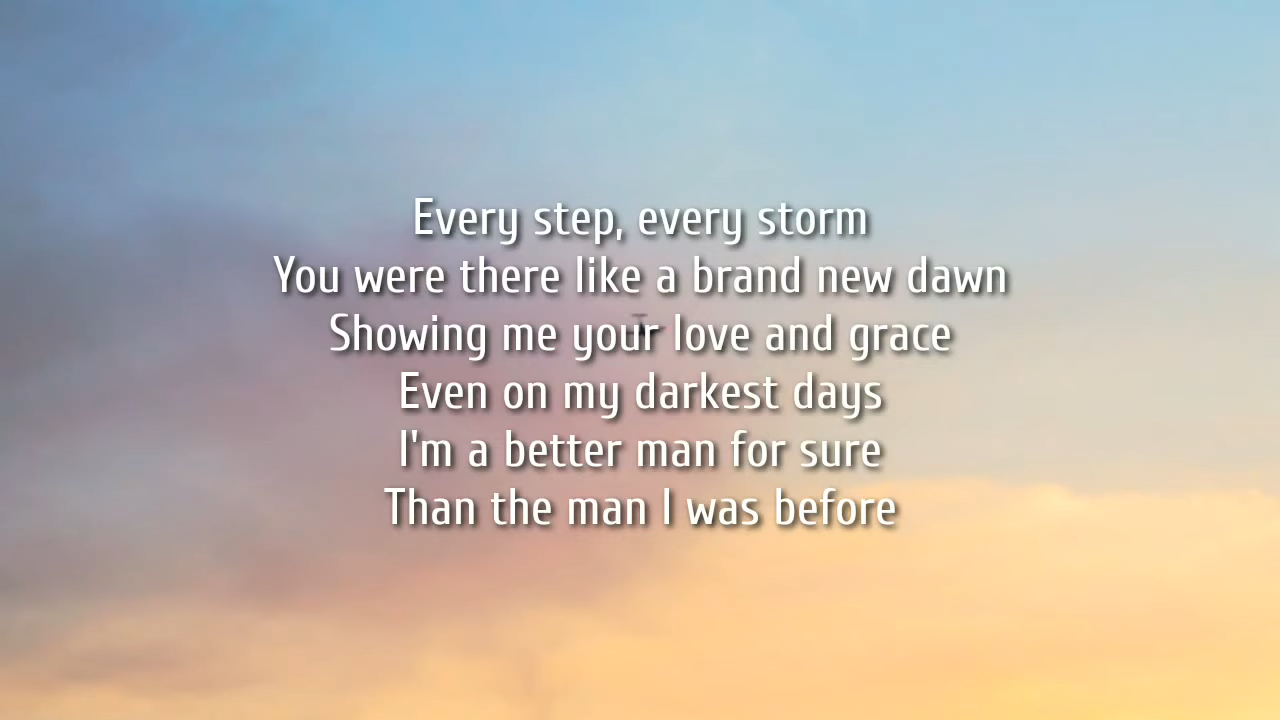 Every step, every storm
You were there like a brand new dawn
Showing me your love and grace
Even on my darkest days
I'm a better man for sure
Than the man I was before